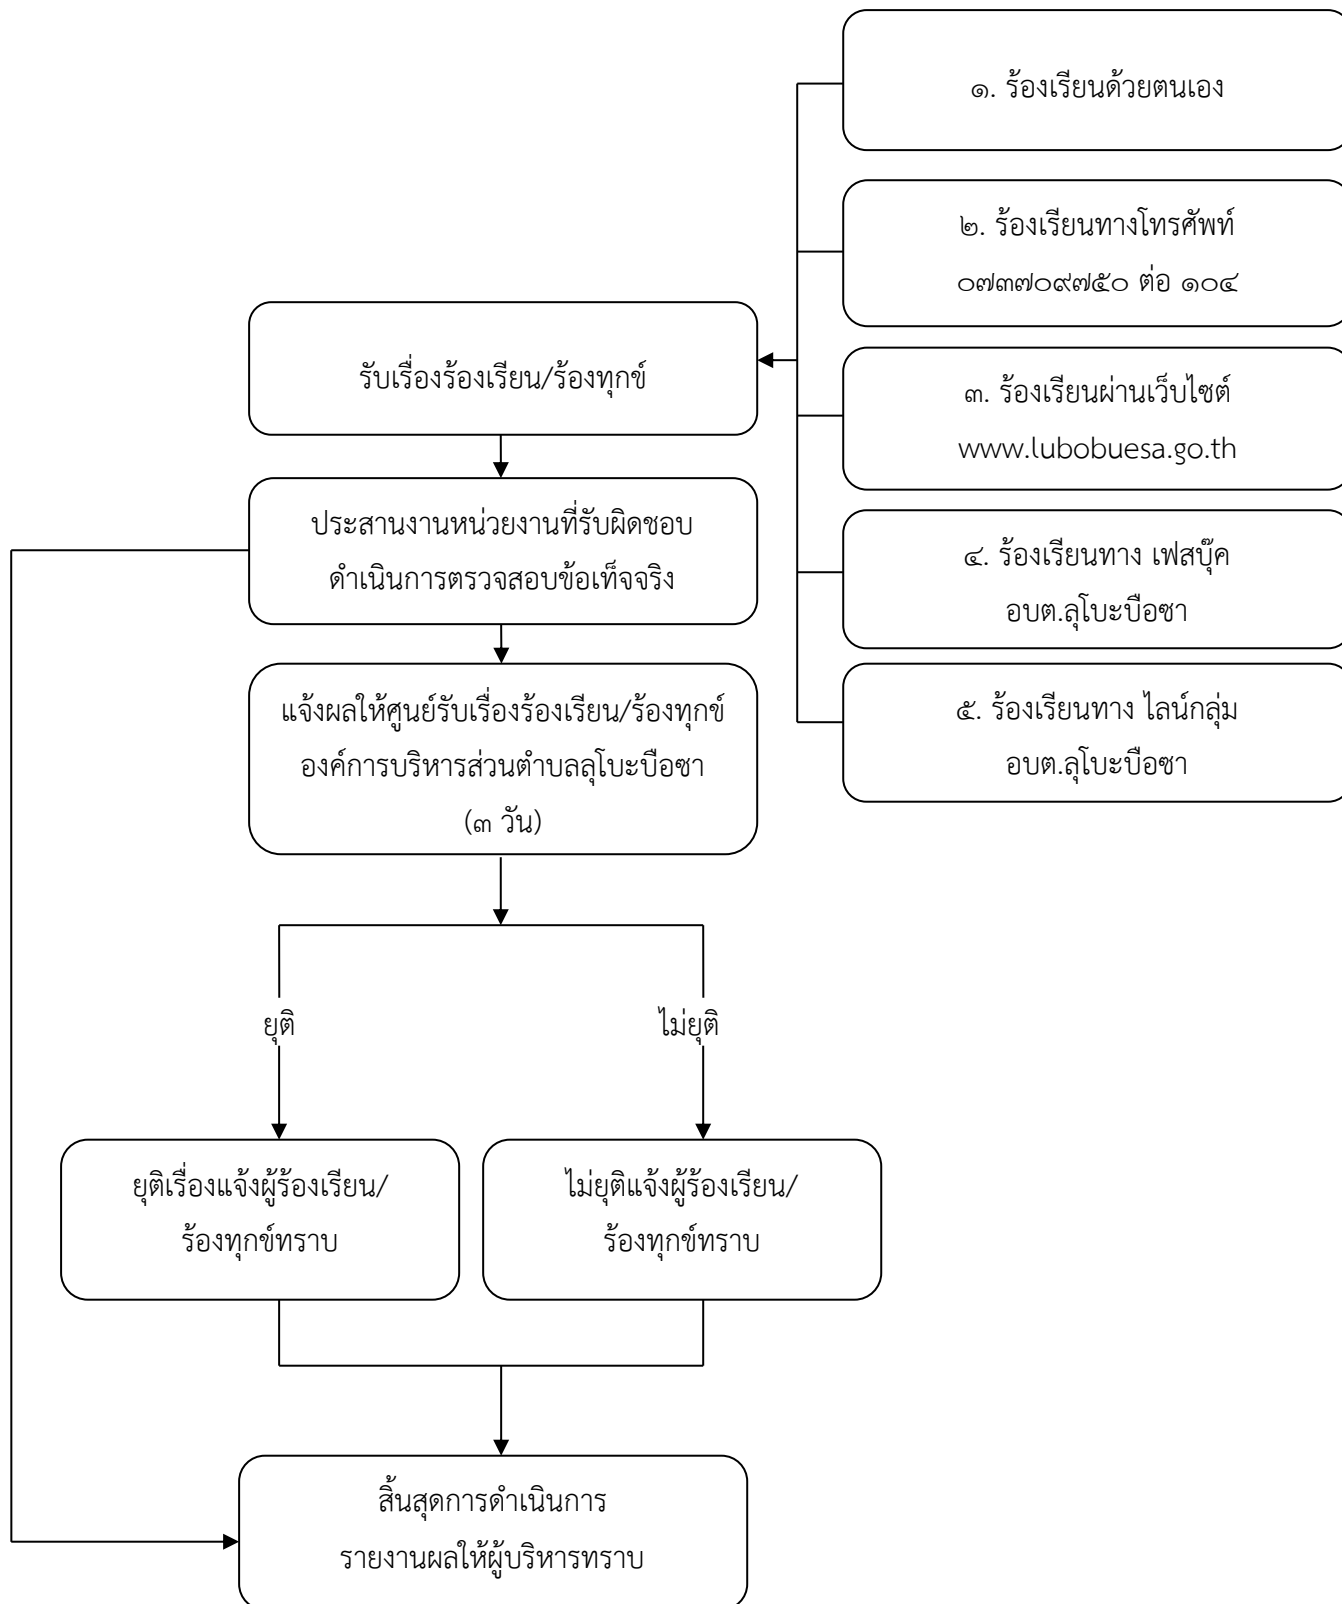 ๑. ร้องเรียนด้วยตนเอง
๒. ร้องเรียนทางโทรศัพท์
๐๗๓๗๐๙๗๕๐ ต่อ ๑๐๔
๓. ร้องเรียนผ่านเว็บไซต์
www.lubobuesa.go.th
๔. ร้องเรียนทาง เฟสบุ๊ค
อบต.ลุโบะบือซา
๕. ร้องเรียนทาง ไลน์กลุ่ม
อบต.ลุโบะบือซา
รับเรื่องร้องเรียน/ร้องทุกข์
ประสานงานหน่วยงานที่รับผิดชอบ
ดำเนินการตรวจสอบข้อเท็จจริง
แจ้งผลให้ศูนย์รับเรื่องร้องเรียน/ร้องทุกข์
องค์การบริหารส่วนตำบลลุโบะบือซา
(๓ วัน)
ยุติ
ไม่ยุติ
ยุติเรื่องแจ้งผู้ร้องเรียน/
ร้องทุกข์ทราบ
ไม่ยุติแจ้งผู้ร้องเรียน/
ร้องทุกข์ทราบ
สิ้นสุดการดำเนินการ
รายงานผลให้ผู้บริหารทราบ